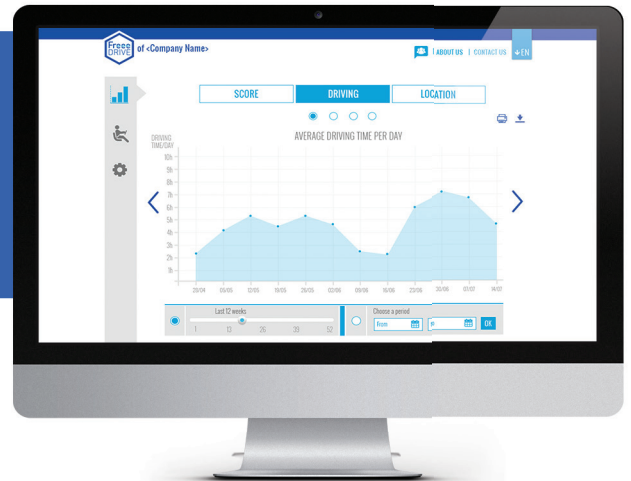 Freee
DRIVE
of <Company Name>
| ABOUT US | CONTACT US
EN
SCORE
DRIVING
LOCATION
AVERAGE DRIVING TIME PER DAY
DRIVING
TIME/DAY
10h
9h
8h
7h
6h
5h
4h
3h
2h
1h
28/04 05/05 12/05 19/05 26/05 02/06 09/06 16/06 23/06 30/06 07/07 14/07
Last 12 weeks
1 13 26 39 52
Choose a period
From
OK